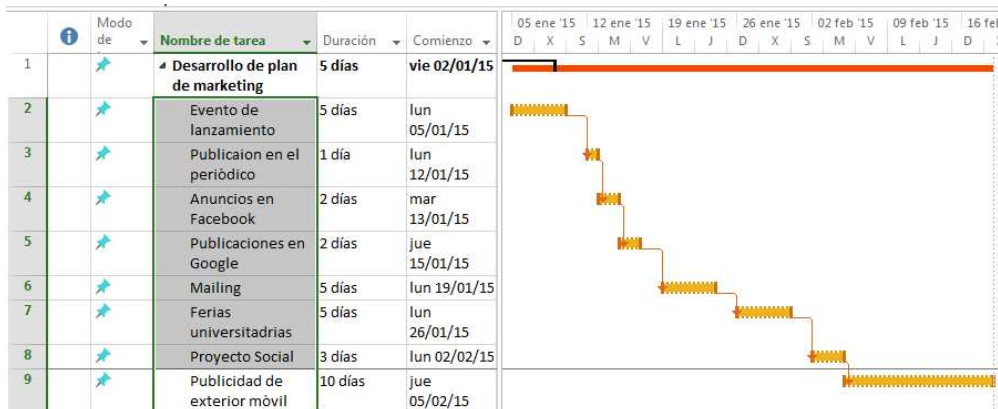 05 ene '15 12 ene '15 19 ene '15 26 ene '15 02 feb '15 09 feb '15 16 fe
D X S M V L J D X S M V L J D
Modo de Nombre de tarea Duración Comienzo
1 Desarrollo de plan 5 días vie 02/01/15
de marketing
2 Evento de 5 días lun
lanzamiento 05/01/15
3 Publicaion en el 1 día lun
periòdico 12/01/15
4 Anuncios en 2 días mar
Facebook 13/01/15
5 Publicaciones en 2 días jue
Google 15/01/15
6 Mailing 5 días lun 19/01/15
7 Ferias 5 días lun
universitadrias 26/01/15
8 Proyecto Social 3 días lun 02/02/15
9 Publicidad de 10 días jue
exterior mòvil 05/02/15